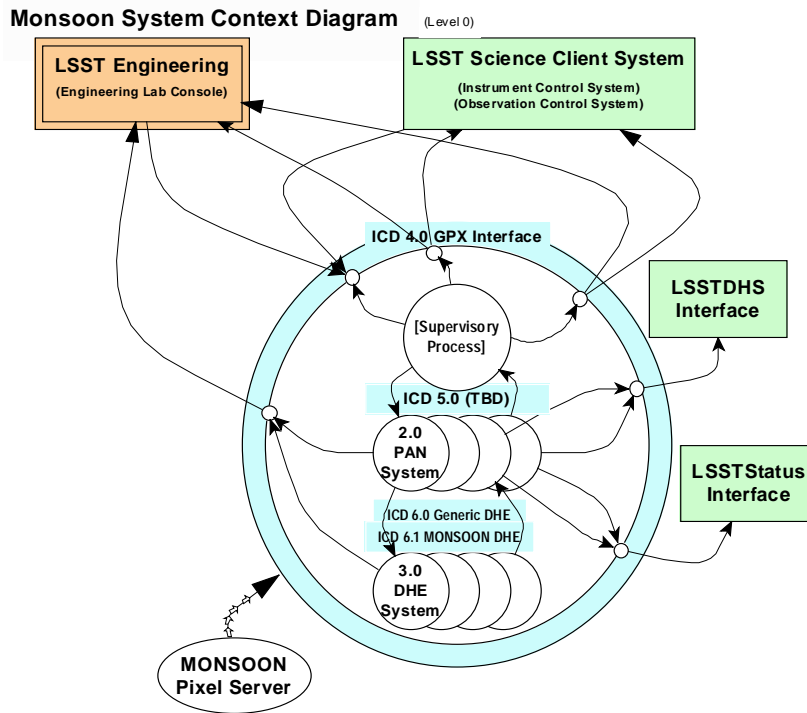 Monsoon System Context Diagram (Level 0)
LSST Engineering
(Engineering Lab Console)
LSST Science Client System
(Instrument Control System)
(Observation Control System)
ICD 4.0 GPX Interface
LSSTDHS
Interface
[Supervisory
Process]
ICD 5.0 (TBD)
2.0
PAN
System
LSSTStatus
Interface
ICD 6.0 Generic DHE
ICD 6.1 MONSOON DHE
3.0
DHE
System
MONSOON
Pixel Server